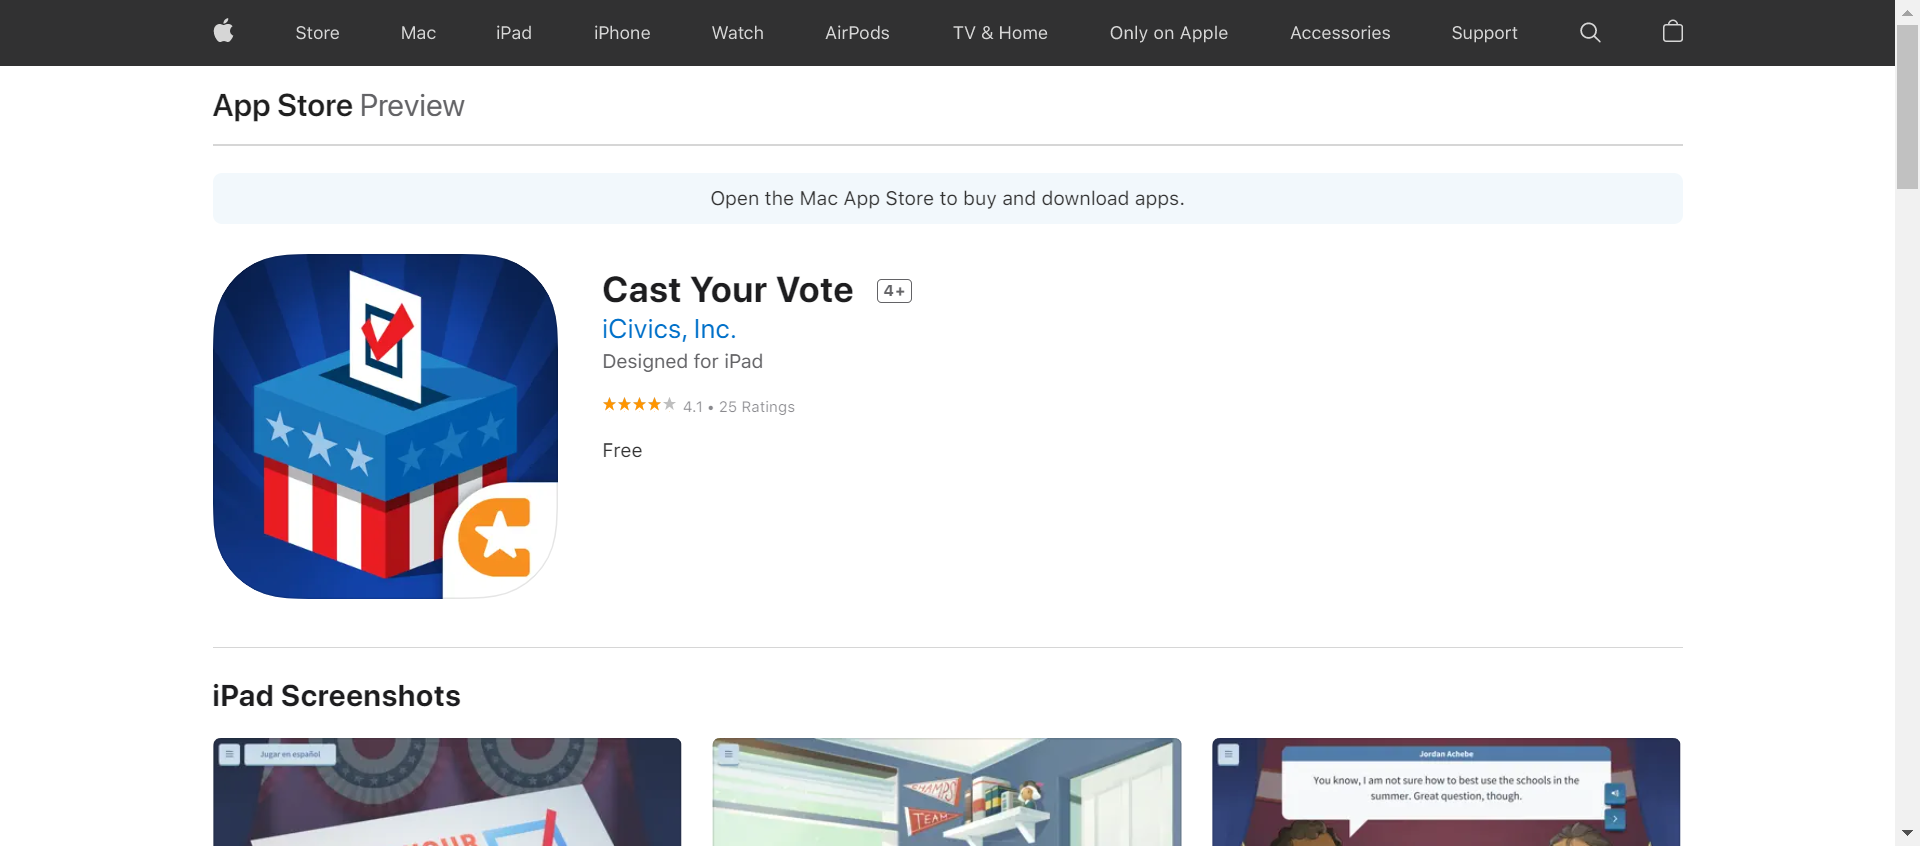 Store Mac iPad iPhone Watch AirPods TV & Home Only on Apple Accessories Support
App Store Preview
Open the Mac App Store to buy and download apps.
Cast Your Vote 4+
iCivics, Inc.
Designed for iPad
4.1 • 25 Ratings
Free
iPad Screenshots
Jugar en español
YOUR
CHAMPS
TEAM
Jordan Achebe
You know, I am not sure how to best use the schools in the
summer. Great question, though.